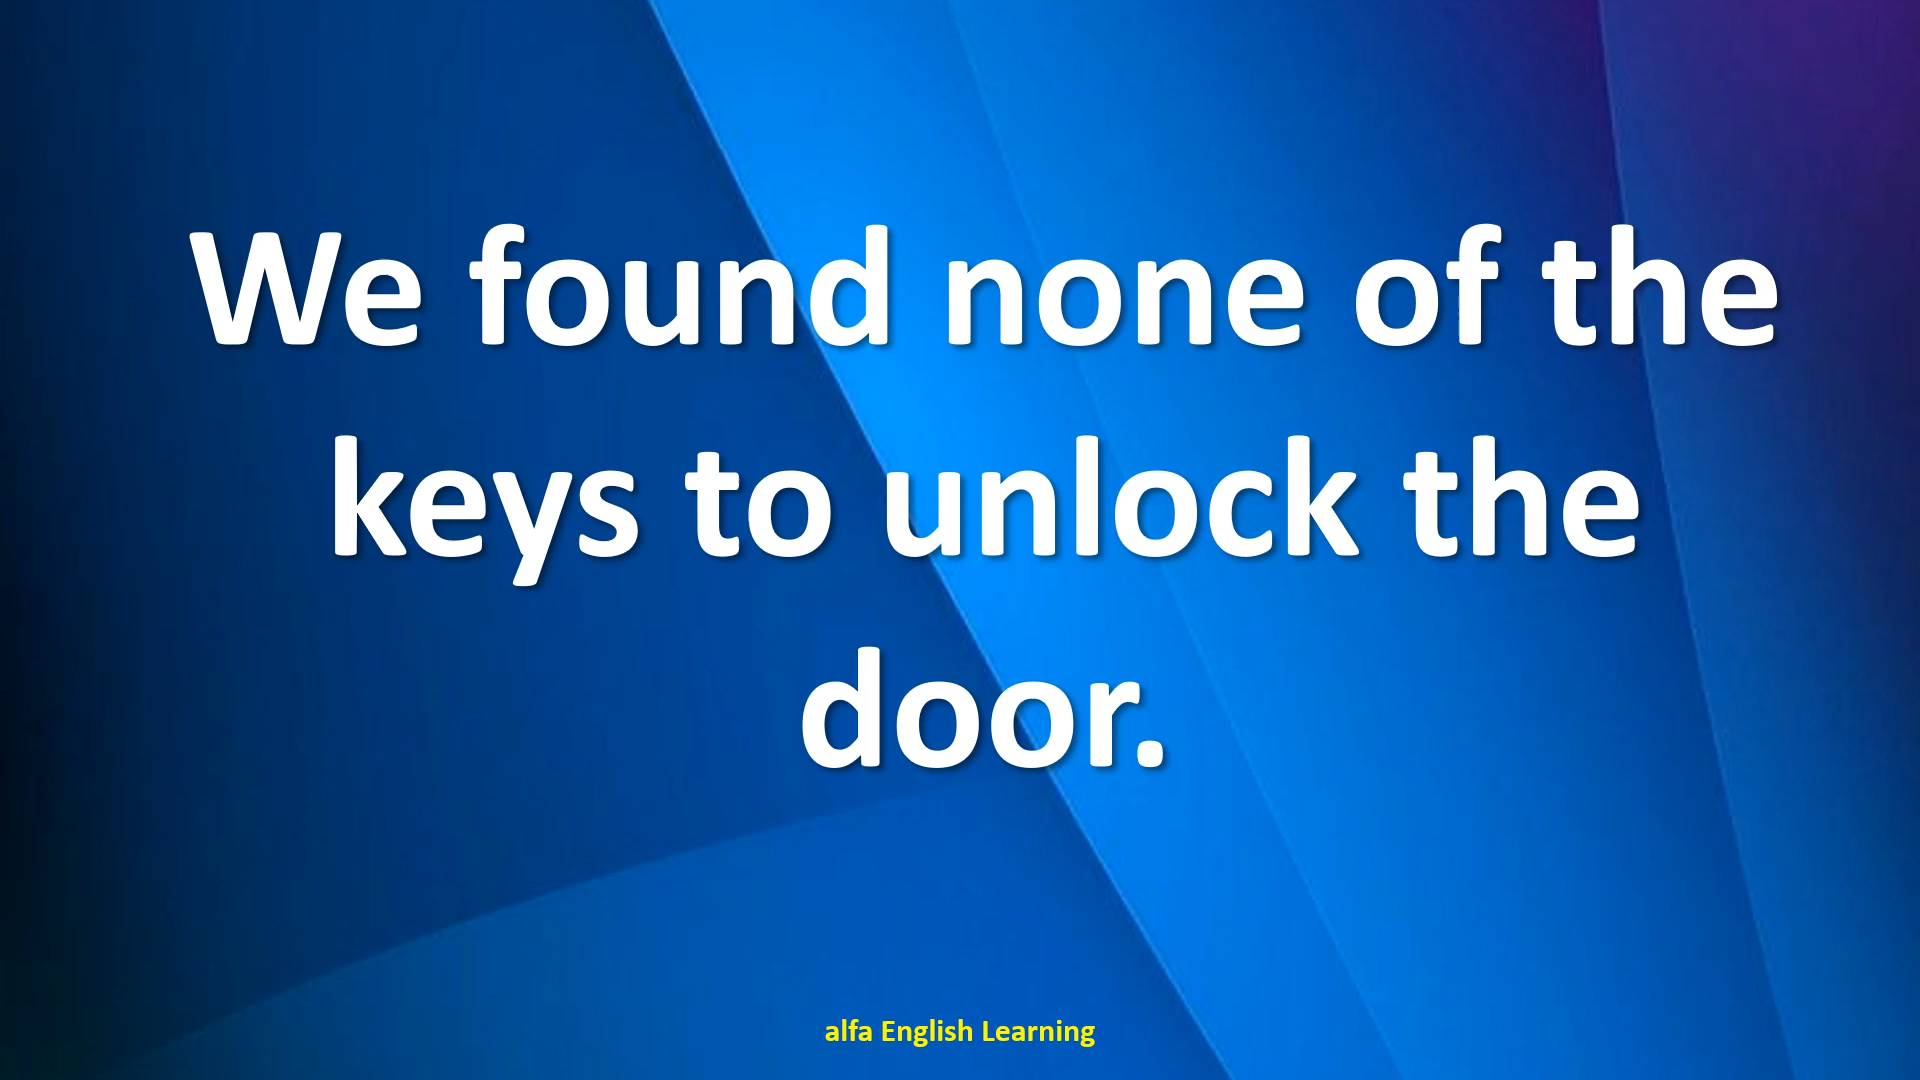 We found none of the
keys to unlock the
door.
alfa English Learning